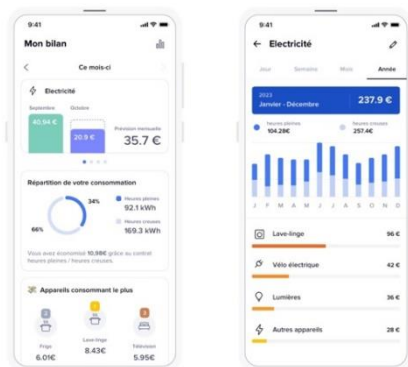 9:41
Mon bilan
Ce mois-ci
Electricité
Septembre
Octobre
40.94 €
20.9 €
Prévision mensuelle
35.7 €
Répartition de votre consommation
34%
66%
Heures pleines
92.1 kWh
Heures creuses
169.3 kWh
Vous avez économisé 10,98€ grâce au contrat
heures pleines / heures creuses.
Appareils consommant le plus
2
1
3
Frigo
6.01€
Lave-linge
8.43€
Télévision
5.95€
9:41
Electricité
Jour
Semaine
Mois
Année
2023
Janvier - Décembre
237.9 €
Heures pleines
104.28€
Heures creuses
257.4€
J F M A M J J A S O N D
Lave-linge
96 €
Vélo électrique
42 €
Lumières
36 €
Autres appareils
28 €